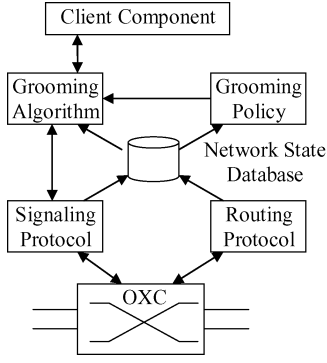 Client Component
Grooming
Algorithm
Grooming
Policy
Network State
Database
Signaling
Protocol
Routing
Protocol
OXC